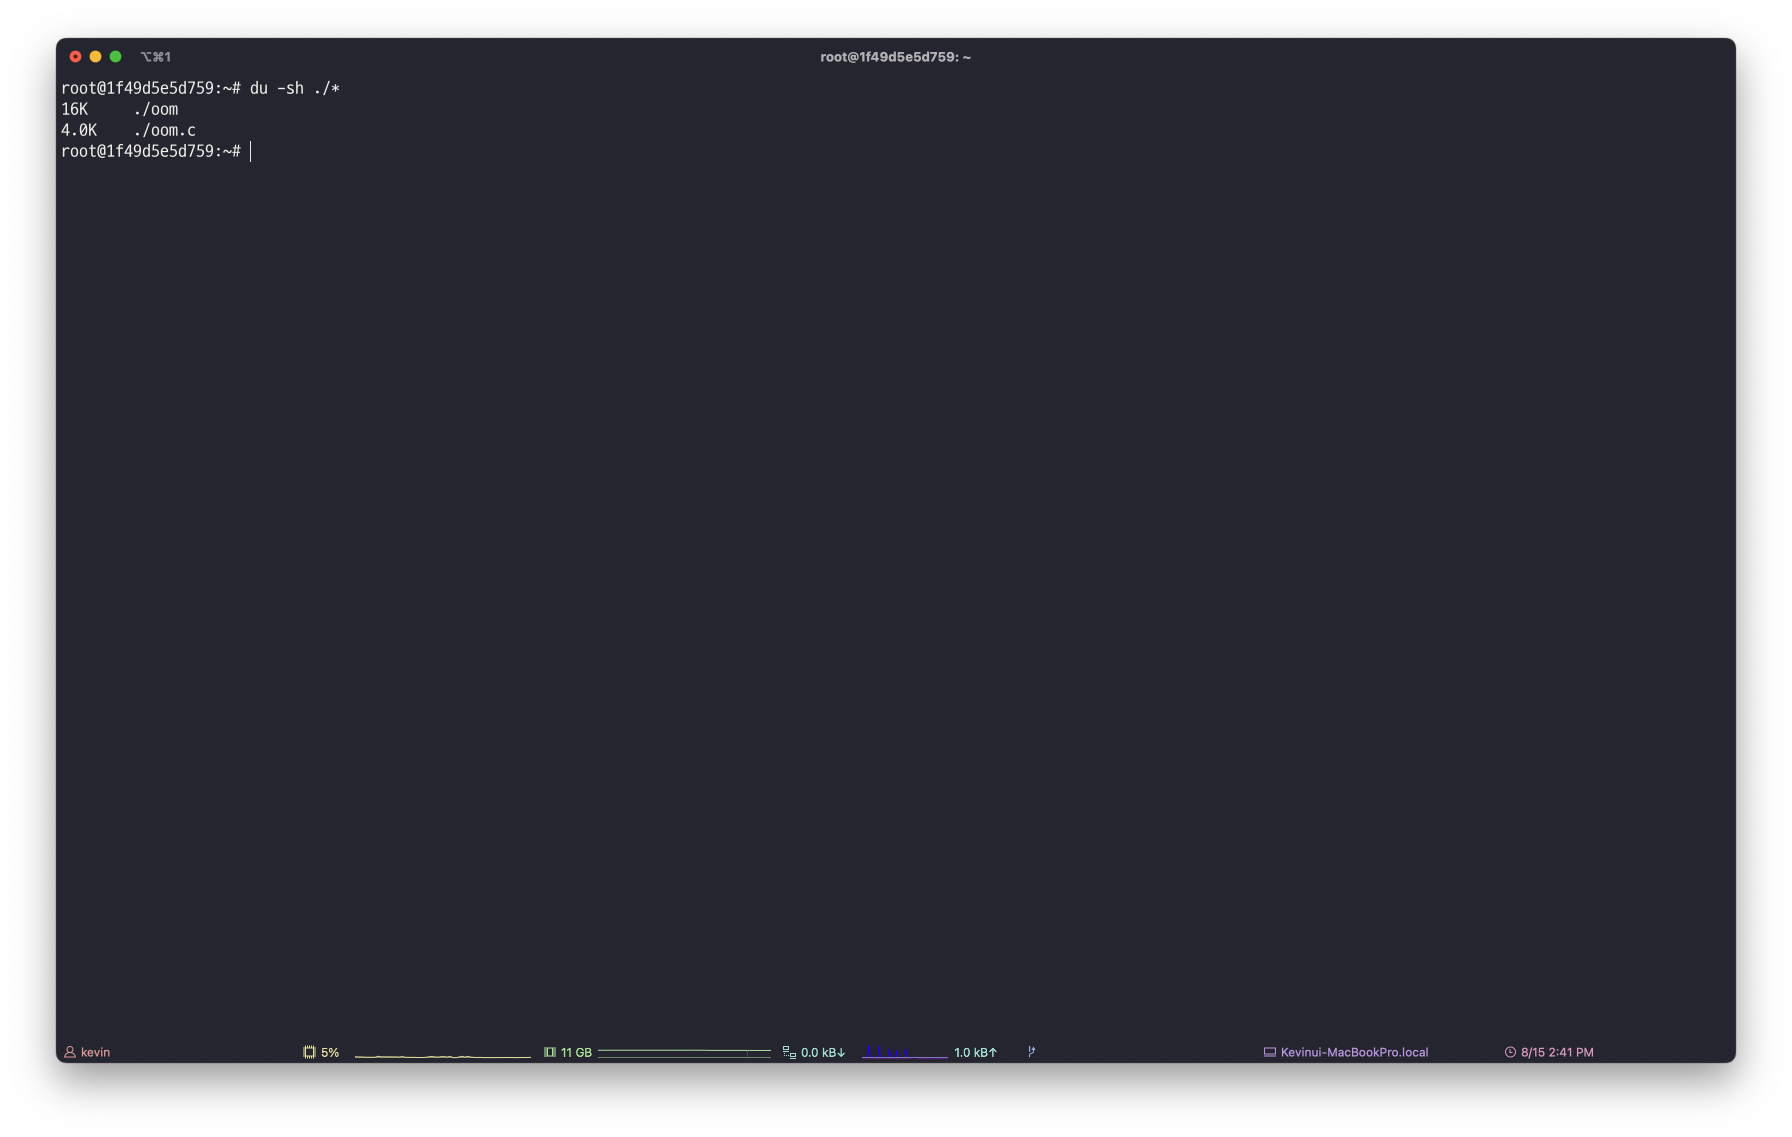 ⌥⌘1
root@1f49d5e5d759: ~
root@1f49d5e5d759:~# du -sh ./*
16K ./oom
4.0K ./oom.c
root@1f49d5e5d759:~#
kevin
5%
11 GB
0.0 kB↓
1.0 kB↑
Kevinui-MacBookPro.local
8/15 2:41 PM